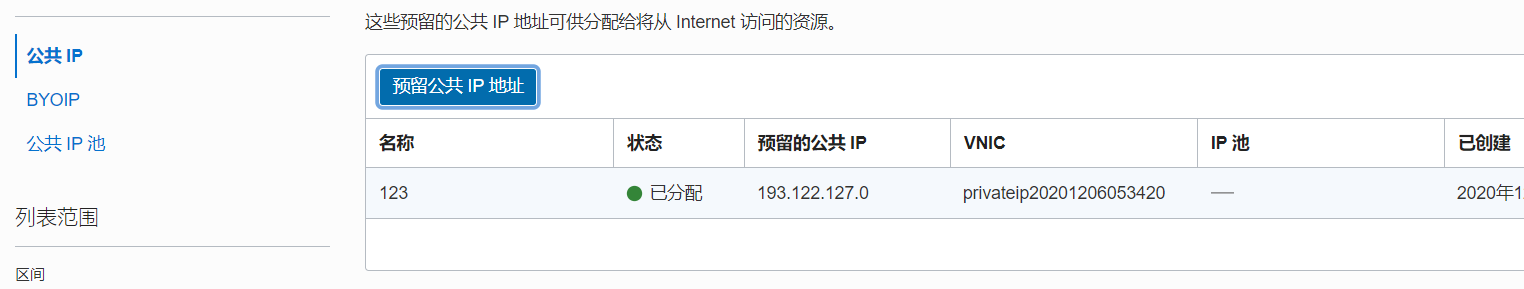 这些预留的公共 IP 地址可供分配给将从 Internet 访问的资源。
公共 IP
BYOIP
公共 IP 池
列表范围
区间
预留公共 IP 地址
名称 状态 预留的公共 IP VNIC IP 池 已创建
123 已分配 193.122.127.0 privateip20201206053420 — 2020年1